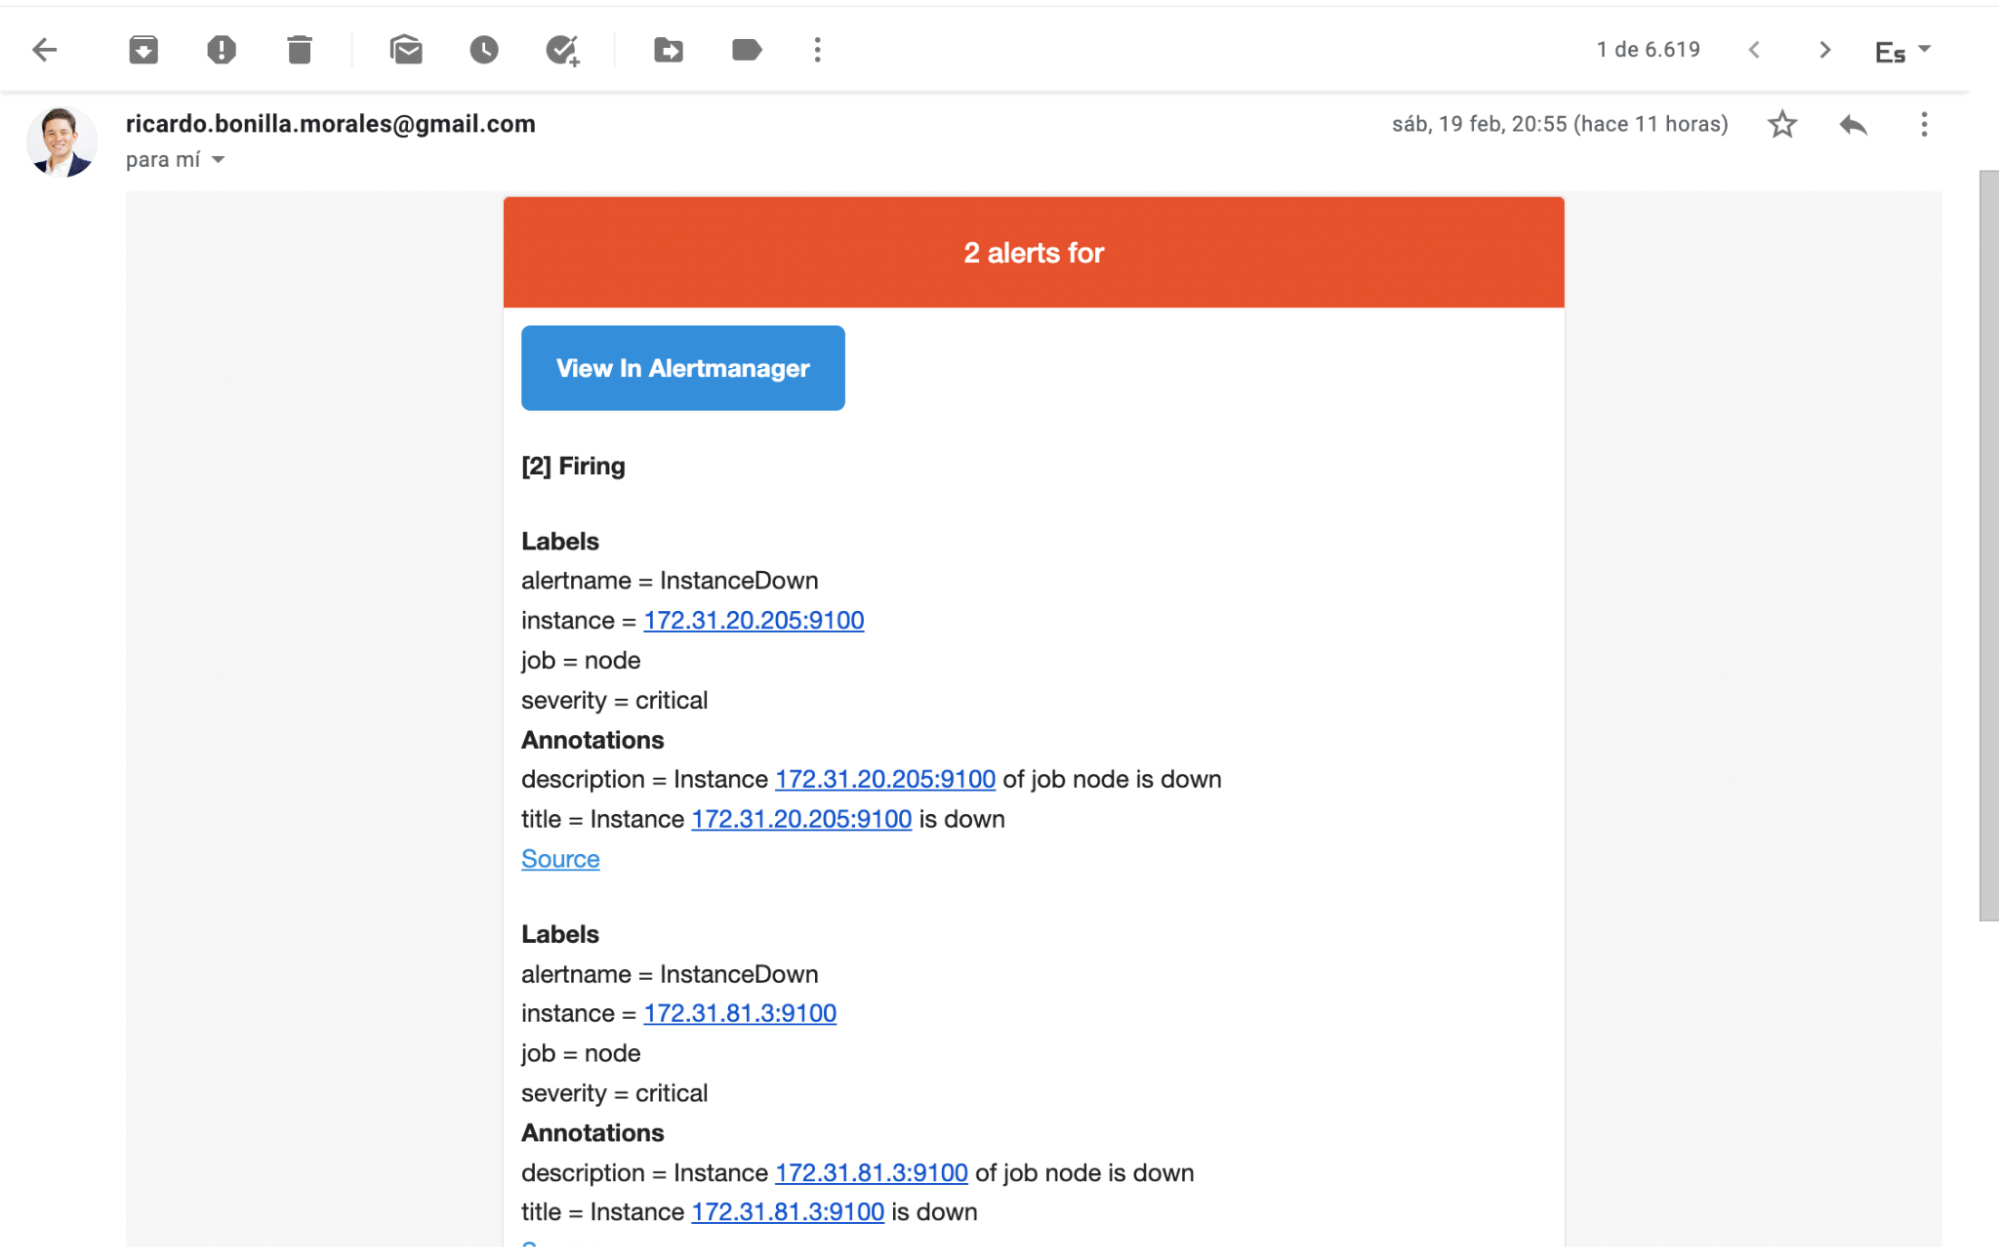 1 de 6.619
Es
ricardo.bonilla.morales@gmail.com
sáb, 19 feb, 20:55 (hace 11 horas)
para mí
2 alerts for
View In Alertmanager
[2] Firing
Labels
alertname = InstanceDown
instance = 172.31.20.205:9100
job = node
severity = critical
Annotations
description = Instance 172.31.20.205:9100 of job node is down
title = Instance 172.31.20.205:9100 is down
Source
Labels
alertname = InstanceDown
instance = 172.31.81.3:9100
job = node
severity = critical
Annotations
description = Instance 172.31.81.3:9100 of job node is down
title = Instance 172.31.81.3:9100 is down